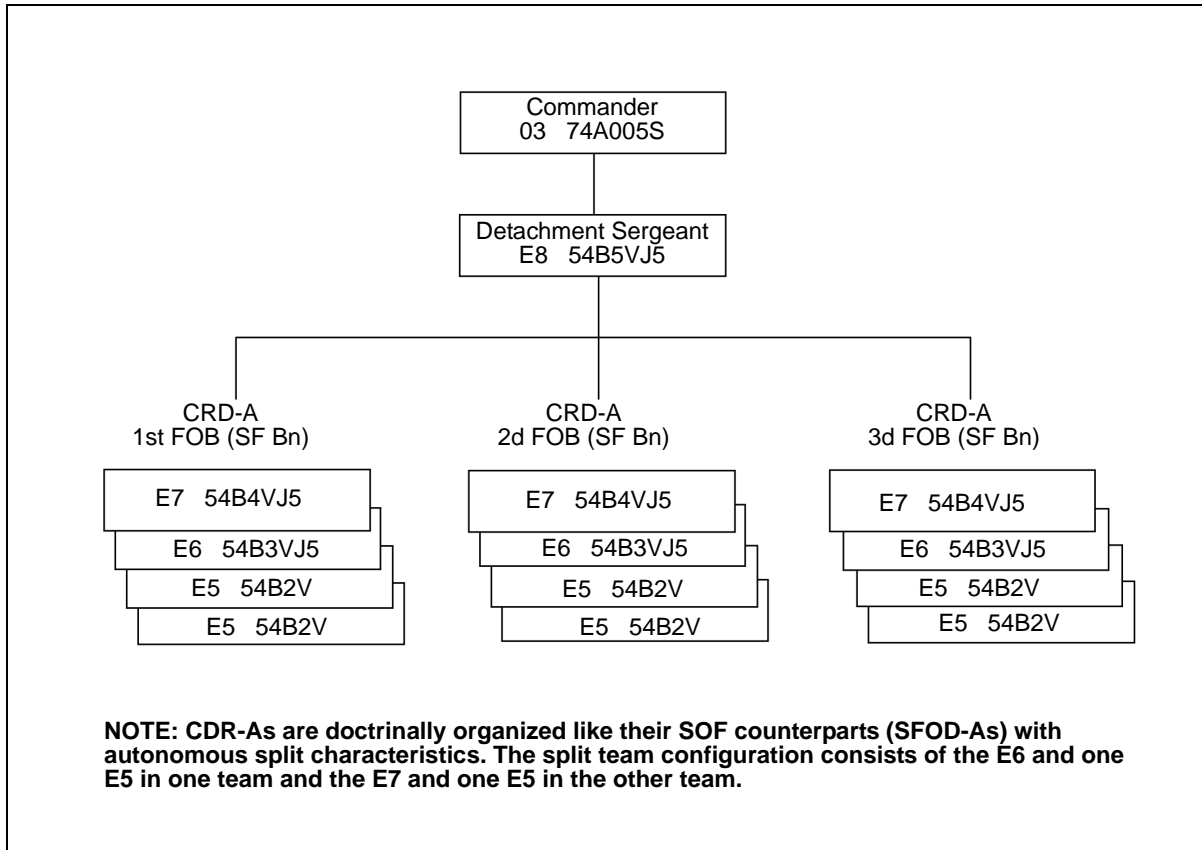 Commander
03 74A005S
Detachment Sergeant
E8 54B5VJ5
CRD-A
1st FOB (SF Bn)
E7 54B4VJ5
E6 54B3VJ5
E5 54B2V
E5 54B2V
CRD-A
2d FOB (SF Bn)
E7 54B4VJ5
E6 54B3VJ5
E5 54B2V
E5 54B2V
CRD-A
3d FOB (SF Bn)
E7 54B4VJ5
E6 54B3VJ5
E5 54B2V
E5 54B2V
NOTE: CDR-As are doctrinally organized like their SOF counterparts (SFOD-As) with
autonomous split characteristics. The split team configuration consists of the E6 and one
E5 in one team and the E7 and one E5 in the other team.